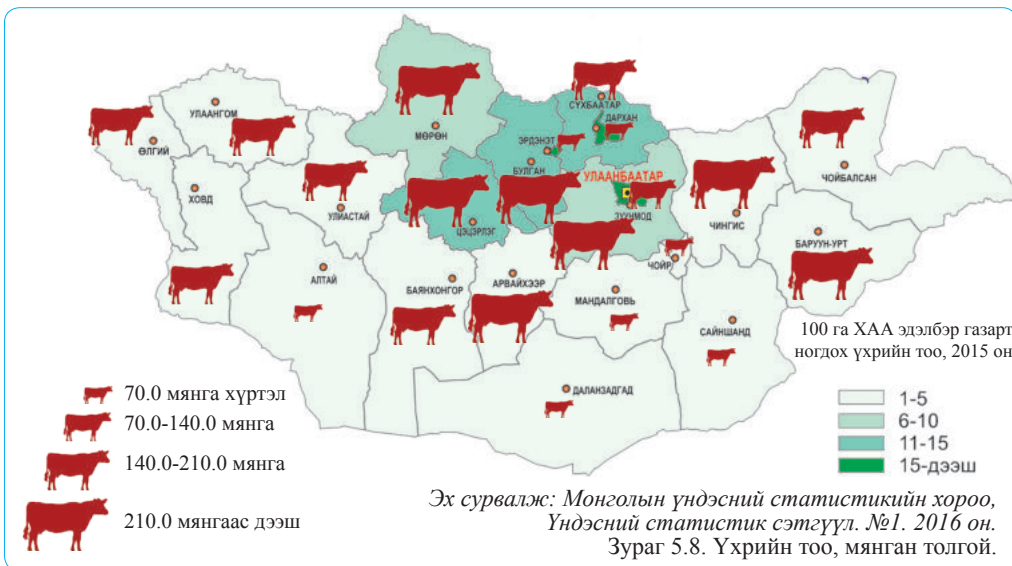 УЛААНГОМ
ӨЛГИЙ
ХОВД
УЛИАСТАЙ
МӨРӨН
СҮХБААТАР
ДАРХАН
ЭРДЭНЭТ
БУЛГАН
УЛААНБААТАР
ЗУУНМОД
ЦЭЦЭРЛЭГ
ЧОЙБАЛСАН
ЧИНГИС
БАРУУН-УРТ
АЛТАЙ
БАЯНХОНГОР
АРВАЙХЭЭР
ЧОЙР
МАНДАЛГОВЬ
САЙНШАНД
ДАЛАНЗАДГАД
100 га ХАА эдэлбэр газарт
ногдох үхрийн тоо, 2015 он
1-5
6-10
11-15
15-дээш
70.0 мянга хүртэл
70.0-140.0 мянга
140.0-210.0 мянга
210.0 мянгаас дээш
Эх сурвалж: Монголын үндэсний статистикийн хороо,
Үндэсний статистик сэтгүүл. №1. 2016 он.
Зураг 5.8. Үхрийн тоо, мянган толгой.